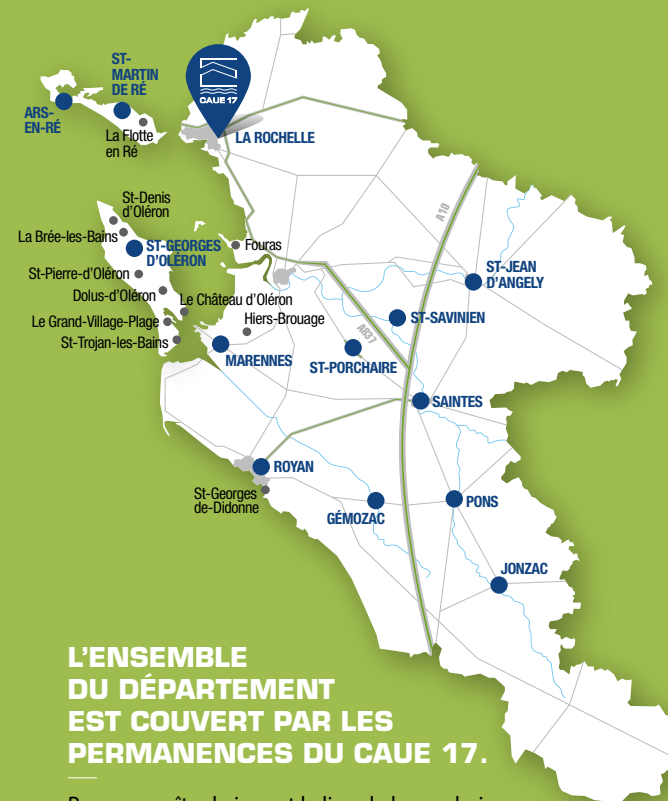 ST-
MARTIN
DE RÉ
ARS-
EN-RÉ
La Flotte
en Ré
CAUE 17
LA ROCHELLE
St-Denis
d'Oléron
La Brée-les-Bains
ST-GEORGES
D'OLÉRON
Fouras
St-Pierre-d'Oléron
Dolus-d'Oléron
Le Château d'Oléron
Le Grand-Village-Plage
Hiers-Brouage
St-Trojan-les-Bains
MARENNES
A10
ST-JEAN
D'ANGELY
ST-SAVINIEN
A837
ST-PORCHAIRE
SAINTES
ROYAN
St-Georges
de-Didonne
GÉMOZAC
PONS
JONZAC
L'ENSEMBLE
DU DÉPARTEMENT
EST COUVERT PAR LES
PERMANENCES DU CAUE 17.